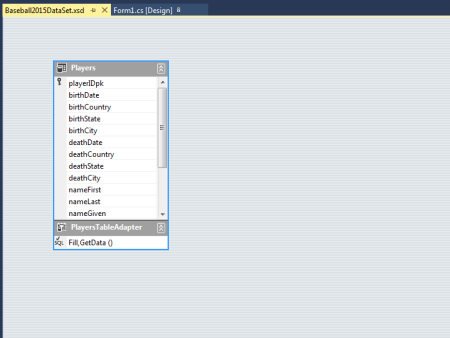 Baseball2015DataSet.xsd Form1.cs [Design]
Players
playerIDpk
birthDate
birthCountry
birthState
birthCity
deathDate
deathCountry
deathState
deathCity
nameFirst
nameLast
nameGiven
PlayersTableAdapter
SQL Fill,GetData ()